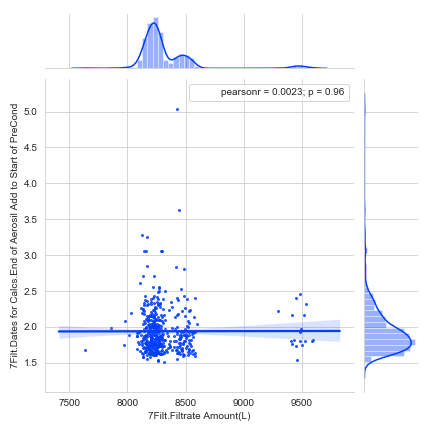 pearsonr = 0.0023; p = 0.96
7Filt.Dates for Calcs.End of Aerosil Add to Start of PreCond
5.0
4.5
4.0
3.5
3.0
2.5
2.0
1.5
7500 8000 8500 9000 9500
7Filt.Filtrate Amount(L)